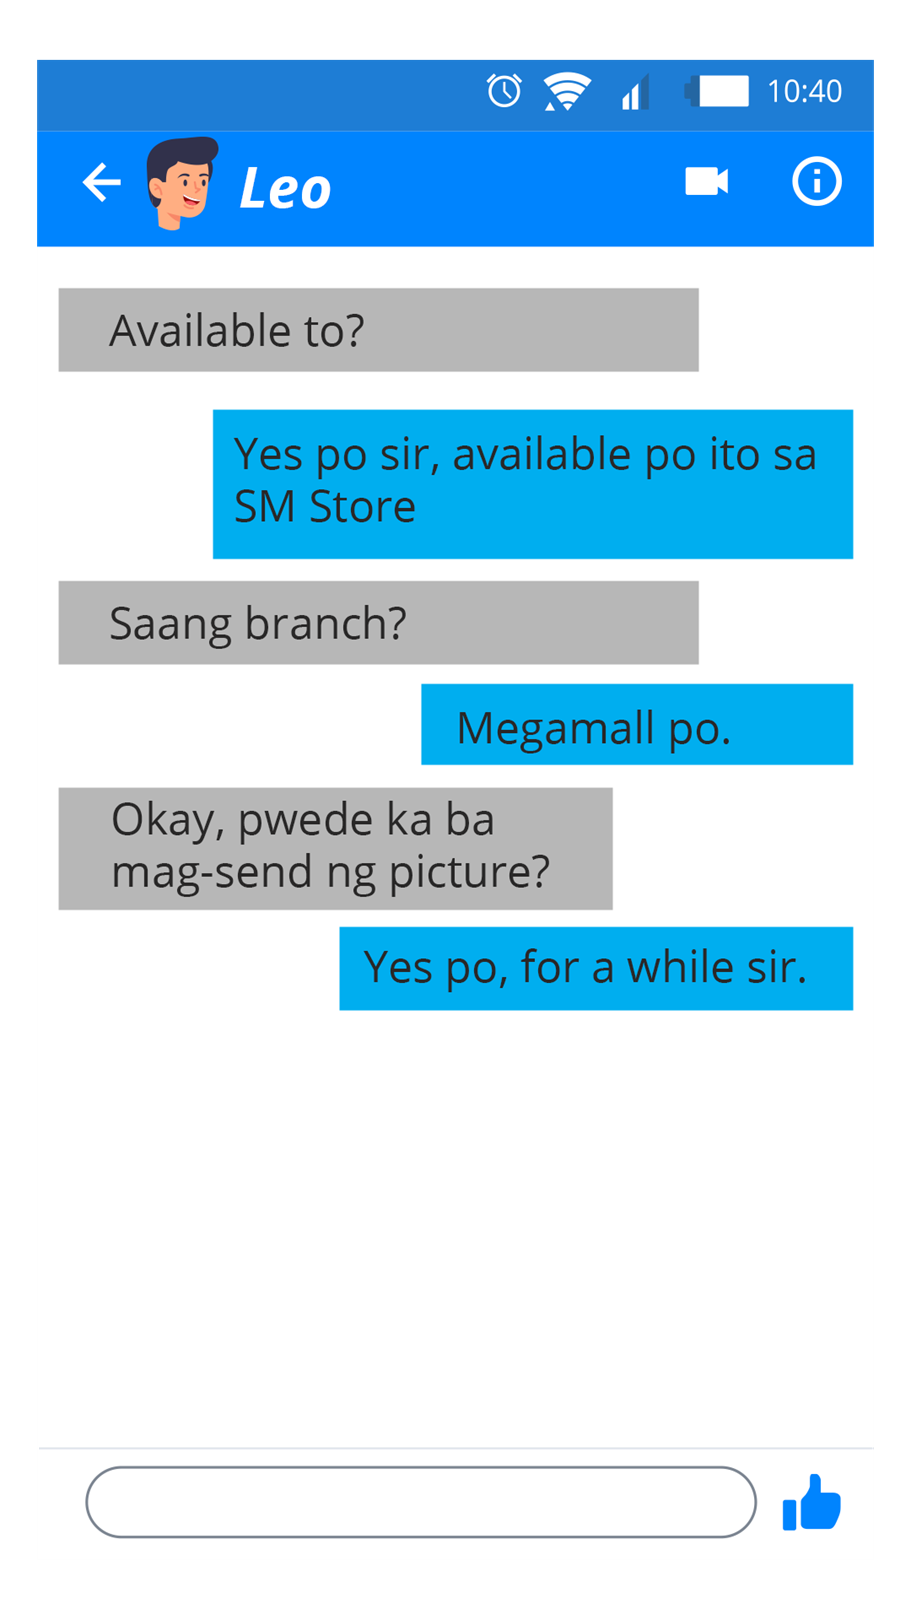 10:40
Leo
Available to?
Yes po sir, available po ito sa
SM Store
Saang branch?
Megamall po.
Okay, pwede ka ba
mag-send ng picture?
Yes po, for a while sir.